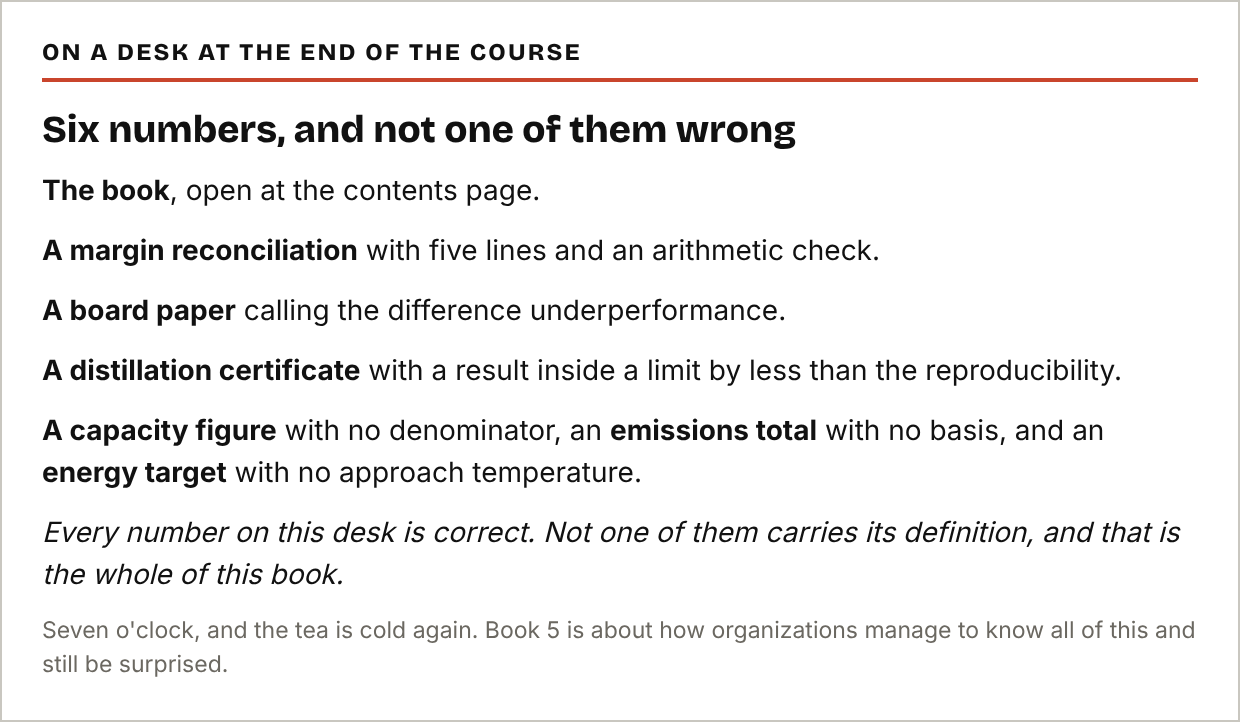 ON A DESK AT THE END OF THE COURSE
Six numbers, and not one of them wrong
The book, open at the contents page.
A margin reconciliation with five lines and an arithmetic check.
A board paper calling the difference underperformance.
A distillation certificate with a result inside a limit by less than the reproducibility.
A capacity figure with no denominator, an emissions total with no basis, and an
energy target with no approach temperature.
Every number on this desk is correct. Not one of them carries its definition, and that is
the whole of this book.
Seven o'clock, and the tea is cold again. Book 5 is about how organizations manage to know all of this and
still be surprised.